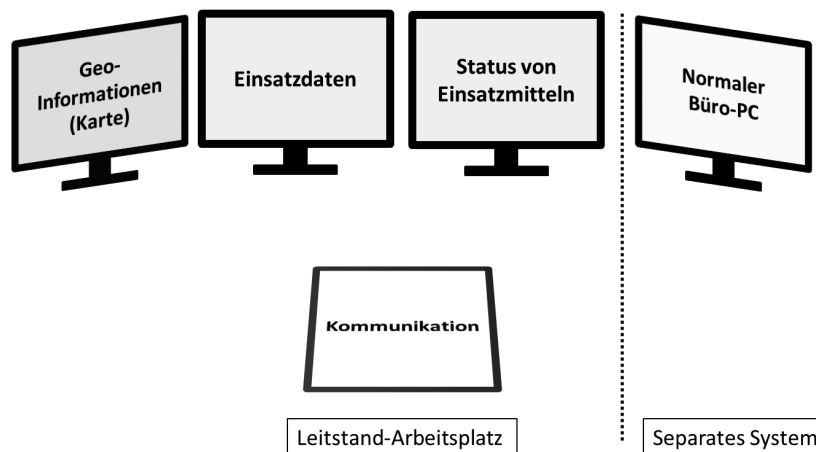 Geo-
Informationen
(Karte)
Einsatzdaten
Status von
Einsatzmitteln
Normaler
Büro-PC
Kommunikation
Leitstand-Arbeitsplatz
Separates System